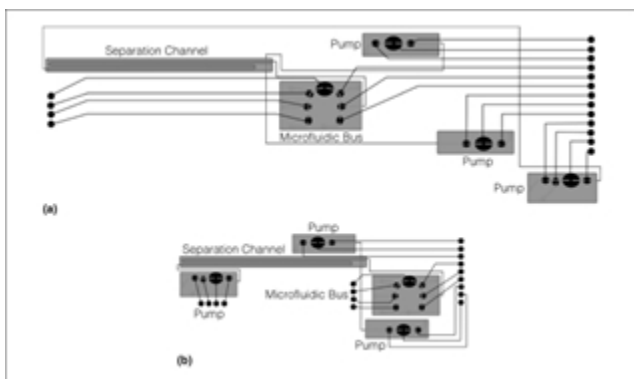 Pump
Separation Channel
Microfluidic Bus
Pump
Pump
(a)
Pump
Separation Channel
Microfluidic Bus
Pump
Pump
(b)